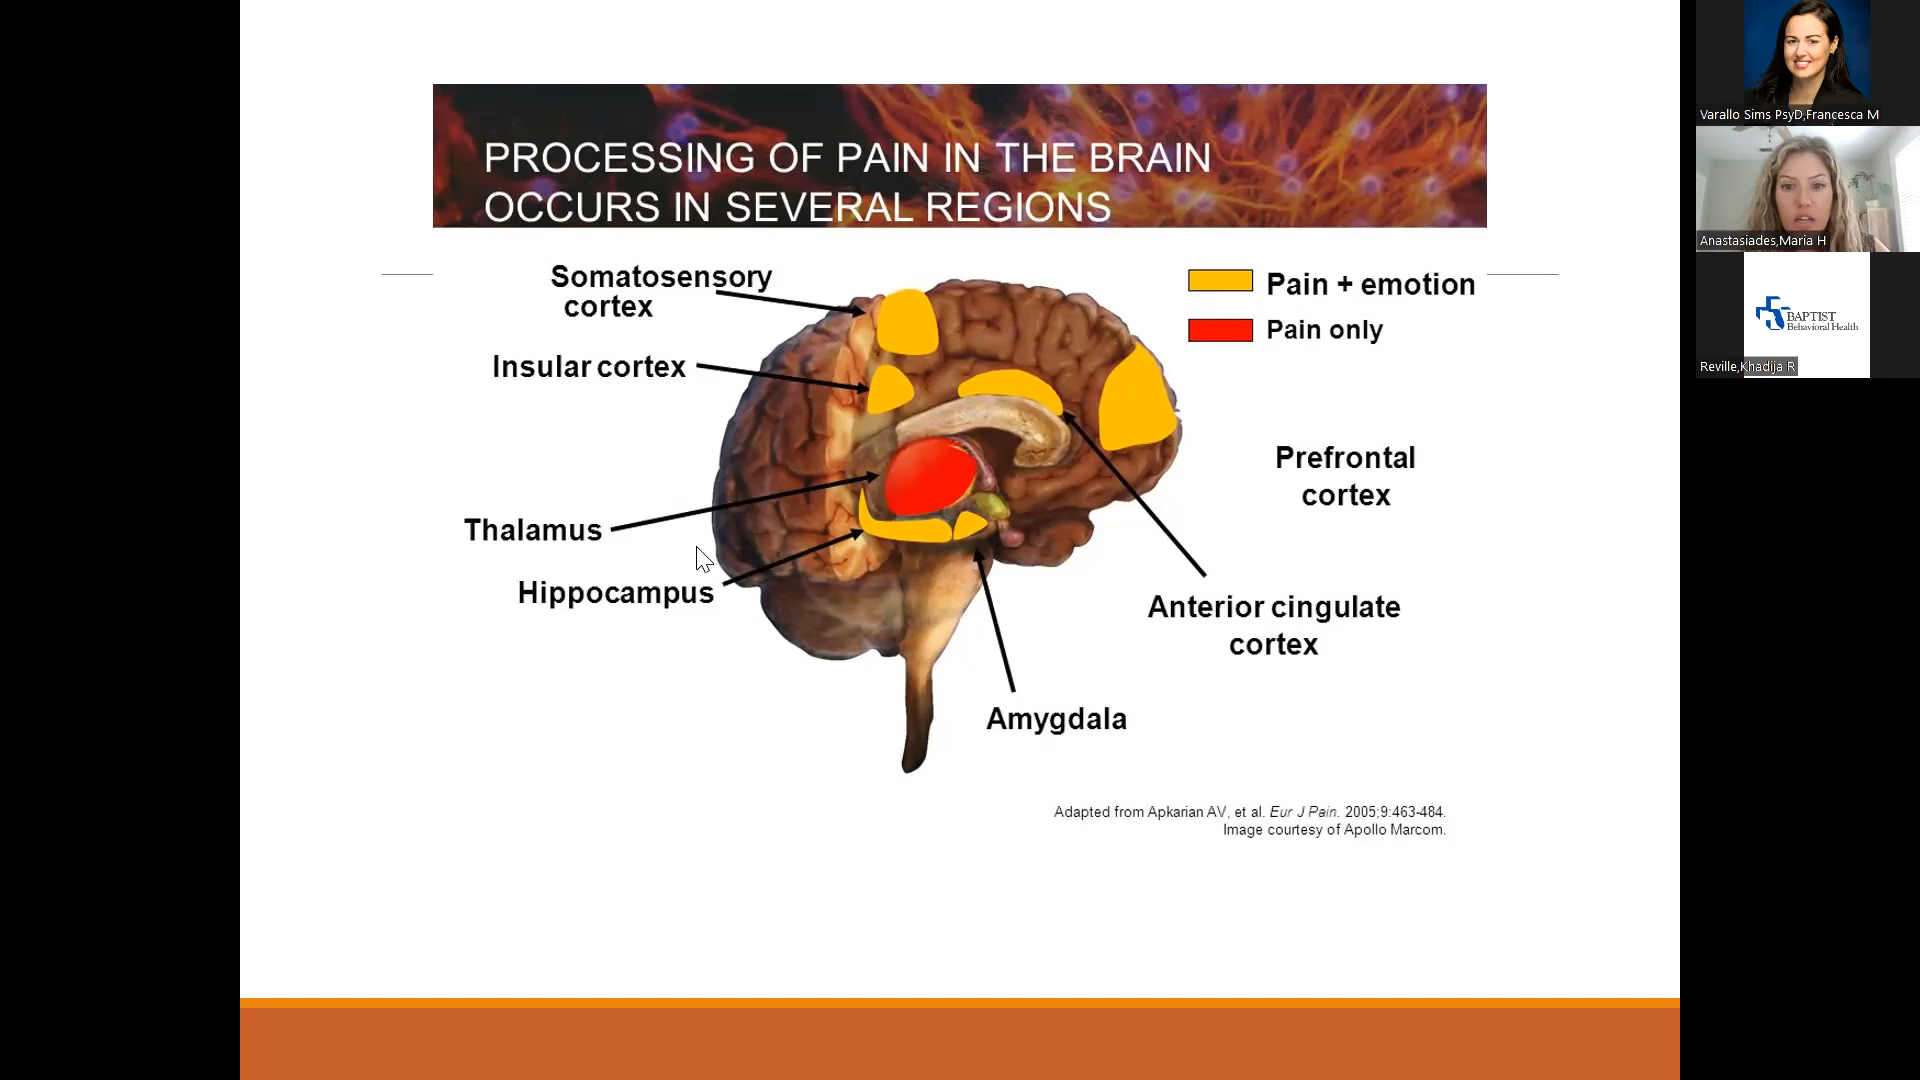 PROCESSING OF PAIN IN THE BRAIN
OCCURS IN SEVERAL REGIONS
Somatosensory
cortex
Insular cortex
Thalamus
Hippocampus
Pain + emotion
Pain only
Prefrontal
cortex
Anterior cingulate
cortex
Amygdala
Adapted from Apkarian AV, et al. Eur J Pain. 2005;9:463-484.
Image courtesy of Apollo Marcom.
Varallo Sims PsyD,Francesca M
Anastasiades,Maria H
BAPTIST
Behavioral Health
Reville,Khadija R